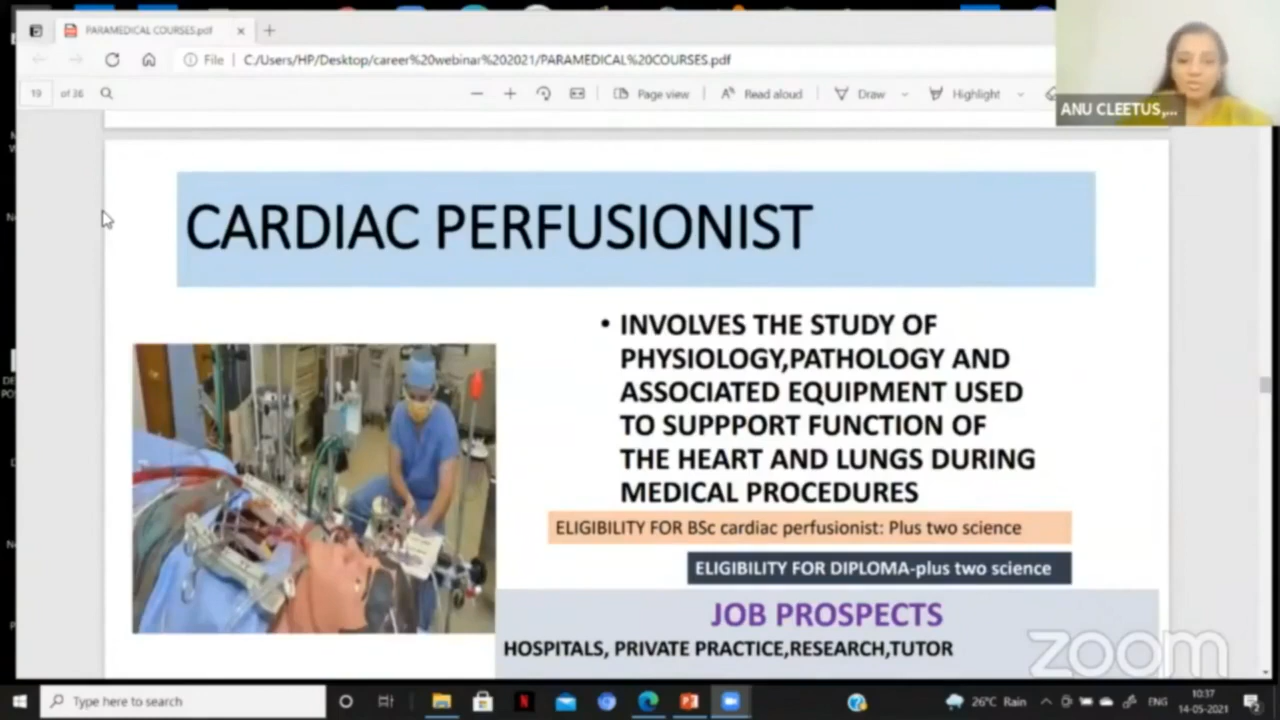 PARAMEDICAL COURSES.pdf
File
C:/Users/HP/Desktop/career%20webinar%202021/PARAMEDICAL%20COURSES.pdf
19 of 36
Page view
Read aloud
Draw
Highlight
ANU CLEETUS,...
CARDIAC PERFUSIONIST
• INVOLVES THE STUDY OF
PHYSIOLOGY,PATHOLOGY AND
ASSOCIATED EQUIPMENT USED
TO SUPPPORT FUNCTION OF
THE HEART AND LUNGS DURING
MEDICAL PROCEDURES
ELIGIBILITY FOR BSc cardiac perfusionist: Plus two science
ELIGIBILITY FOR DIPLOMA-plus two science
JOB PROSPECTS
HOSPITALS, PRIVATE PRACTICE,RESEARCH,TUTOR
zoom
Type here to search
26°C Rain
ENG
10:37
14-05-2021